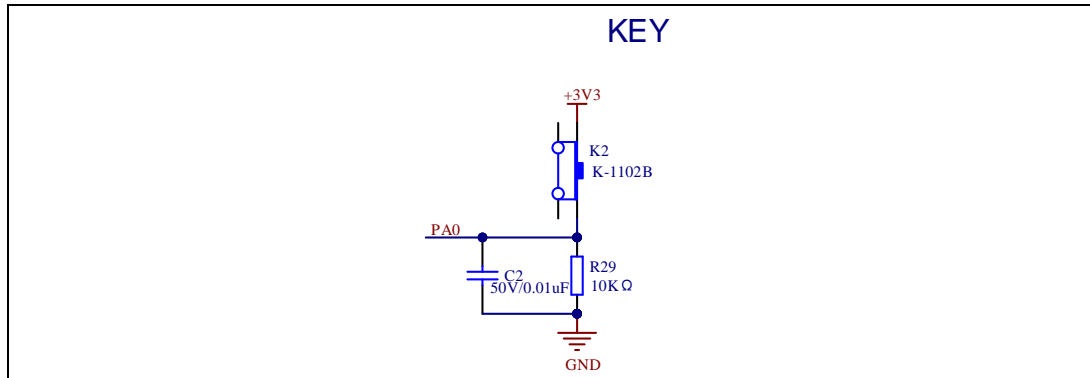 KEY
+3V3
K2
K-1102B
PA0
C2
50V/0.01uF
R29
10KΩ
GND